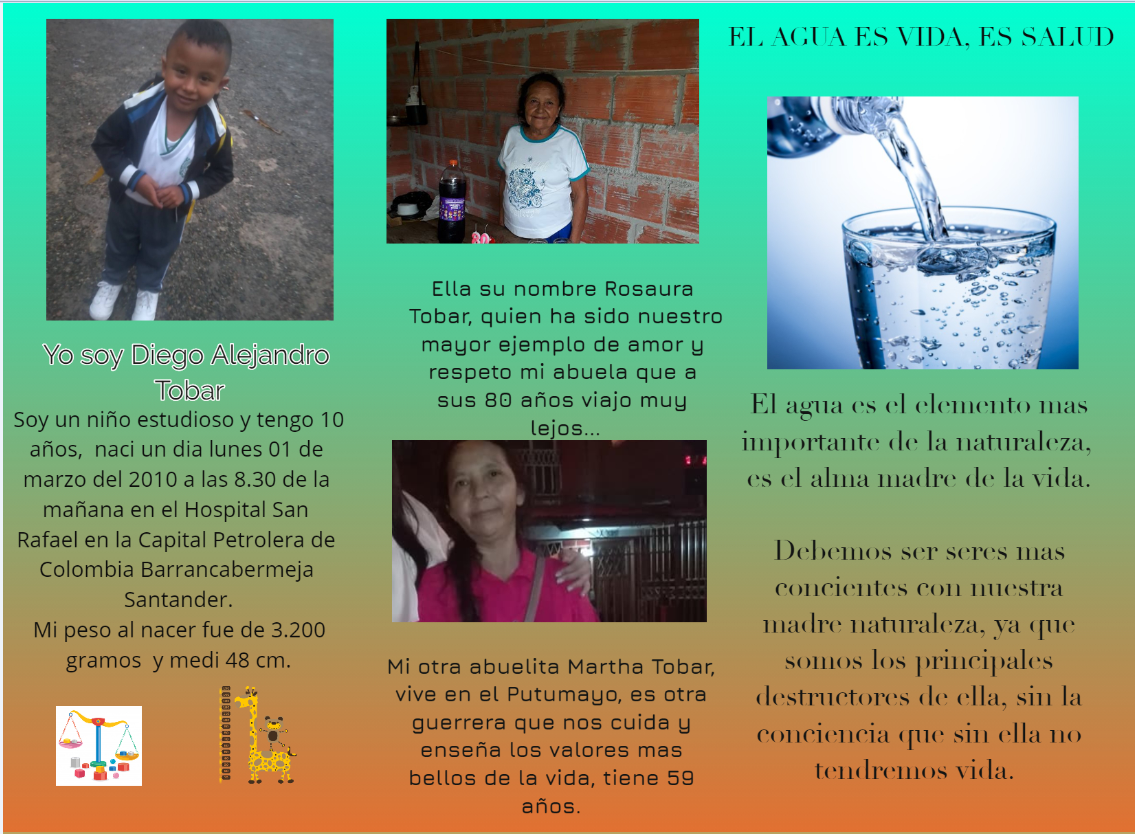 Yo soy Diego Alejandro
Tobar
Soy un niño estudioso y tengo 10
años, naci un dia lunes 01 de
marzo del 2010 a las 8.30 de la
mañana en el Hospital San
Rafael en la Capital Petrolera de
Colombia Barrancabermeja
Santander.
Mi peso al nacer fue de 3.200
gramos y medi 48 cm.
Ella su nombre Rosaura
Tobar, quien ha sido nuestro
mayor ejemplo de amor y
respeto mi abuela que a
sus 80 años viajo muy
lejos...
Mi otra abuelita Martha Tobar,
vive en el Putumayo, es otra
guerrera que nos cuida y
enseña los valores mas
bellos de la vida, tiene 59
años.
EL AGUA ES VIDA, ES SALUD
El agua es el elemento mas
importante de la naturaleza,
es el alma madre de la vida.
Debemos ser seres mas
concientes con nuestra
madre naturaleza, ya que
somos los principales
destructores de ella, sin la
conciencia que sin ella no
tendremos vida.